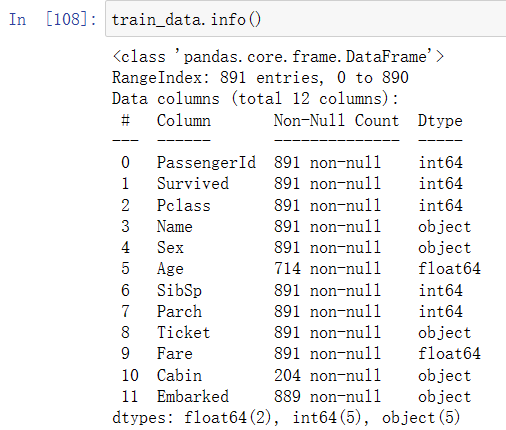 In [108]: train_data.info()
<class 'pandas.core.frame.DataFrame'>
RangeIndex: 891 entries, 0 to 890
Data columns (total 12 columns):
 #   Column       Non-Null Count  Dtype
---  ------       --------------  -----
 0   PassengerId  891 non-null    int64
 1   Survived     891 non-null    int64
 2   Pclass       891 non-null    int64
 3   Name         891 non-null    object
 4   Sex          891 non-null    object
 5   Age          714 non-null    float64
 6   SibSp        891 non-null    int64
 7   Parch        891 non-null    int64
 8   Ticket       891 non-null    object
 9   Fare         891 non-null    float64
 10  Cabin        204 non-null    object
 11  Embarked     889 non-null    object
dtypes: float64(2), int64(5), object(5)